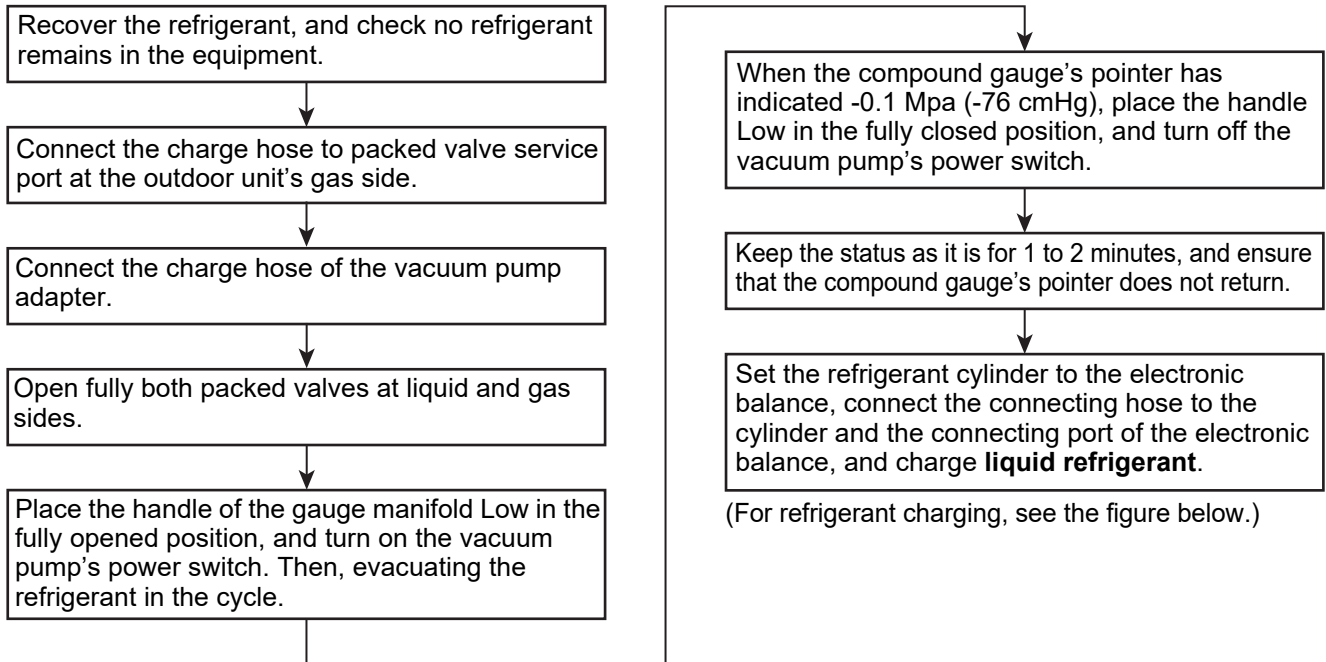 Recover the refrigerant, and check no refrigerant
remains in the equipment.
Connect the charge hose to packed valve service
port at the outdoor unit's gas side.
Connect the charge hose of the vacuum pump
adapter.
Open fully both packed valves at liquid and gas
sides.
Place the handle of the gauge manifold Low in the
fully opened position, and turn on the vacuum
pump's power switch. Then, evacuating the
refrigerant in the cycle.
When the compound gauge's pointer has
indicated -0.1 Mpa (-76 cmHg), place the handle
Low in the fully closed position, and turn off the
vacuum pump's power switch.
Keep the status as it is for 1 to 2 minutes, and ensure
that the compound gauge's pointer does not return.
Set the refrigerant cylinder to the electronic
balance, connect the connecting hose to the
cylinder and the connecting port of the electronic
balance, and charge liquid refrigerant.
(For refrigerant charging, see the figure below.)